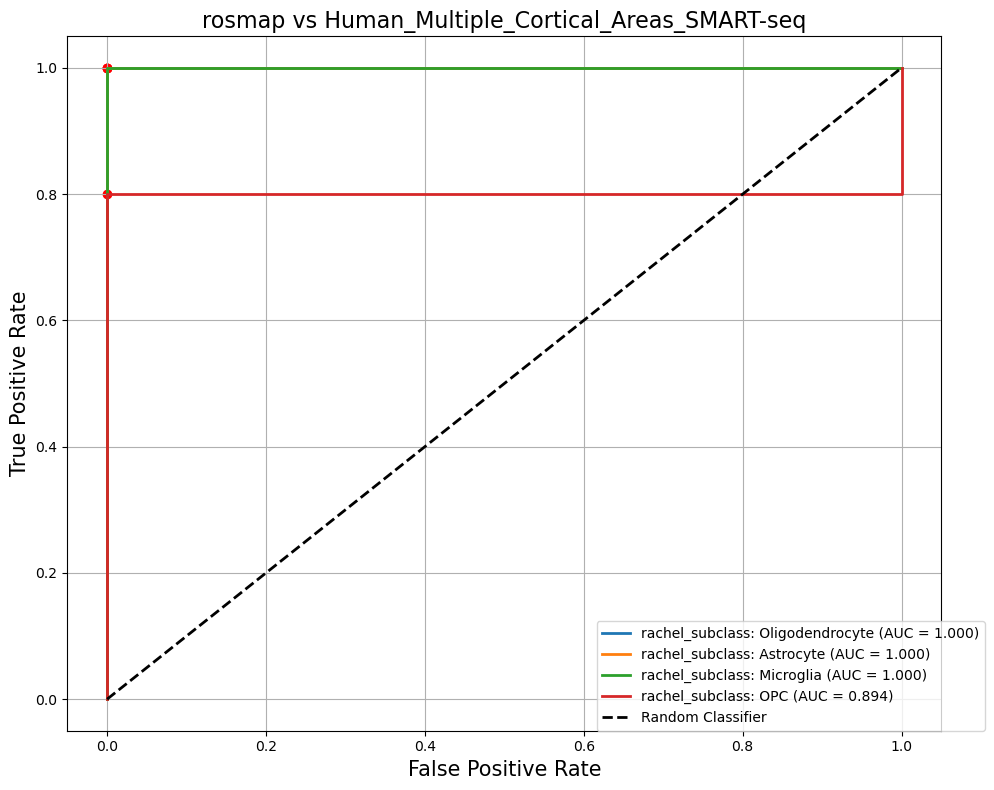 rosmap vs Human_Multiple_Cortical_Areas_SMART-seq
True Positive Rate
1.0
0.8
0.6
0.4
0.2
0.0
rachel_subclass: Oligodendrocyte (AUC = 1.000)
rachel_subclass: Astrocyte (AUC = 1.000)
rachel_subclass: Microglia (AUC = 1.000)
rachel_subclass: OPC (AUC = 0.894)
Random Classifier
0.0 0.2 0.4 0.6 0.8 1.0
False Positive Rate